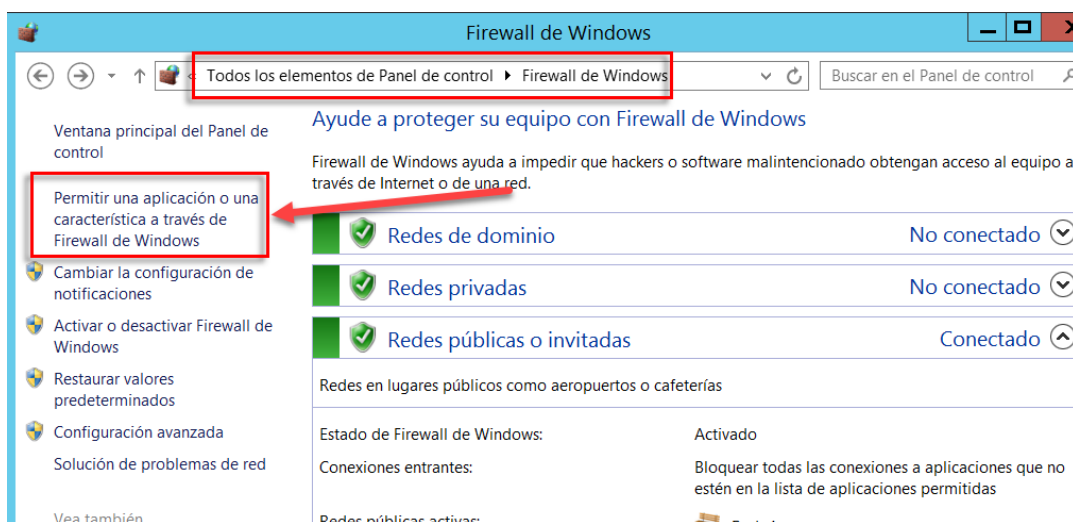 Firewall de Windows
« Todos los elementos de Panel de control ▸ Firewall de Windows
Buscar en el Panel de control
Ventana principal del Panel de
control
Permitir una aplicación o una
característica a través de
Firewall de Windows
Cambiar la configuración de
notificaciones
Activar o desactivar Firewall de
Windows
Restaurar valores
predeterminados
Configuración avanzada
Solución de problemas de red
Vea también
Ayude a proteger su equipo con Firewall de Windows
Firewall de Windows ayuda a impedir que hackers o software malintencionado obtengan acceso al equipo a
través de Internet o de una red.
Redes de dominio No conectado
Redes privadas No conectado
Redes públicas o invitadas Conectado
Redes en lugares públicos como aeropuertos o cafeterías
Estado de Firewall de Windows: Activado
Conexiones entrantes: Bloquear todas las conexiones a aplicaciones que no
estén en la lista de aplicaciones permitidas
Redes públicas activas: